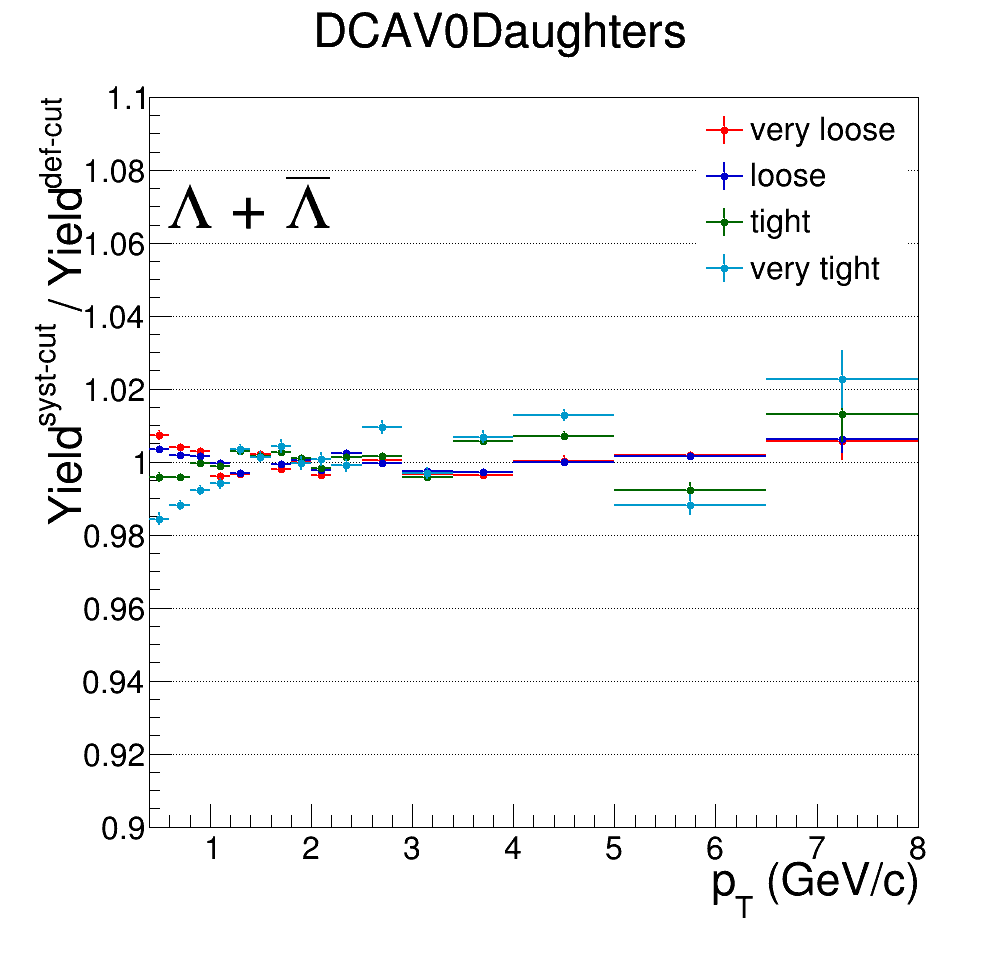 DCAV0Daughters
Yield^syst-cut / Yield^def-cut
1.1
1.08
1.06
1.04
1.02
1
0.98
0.96
0.94
0.92
0.9
Λ + Λ̅
very loose
loose
tight
very tight
1 2 3 4 5 6 7 8
p_T (GeV/c)